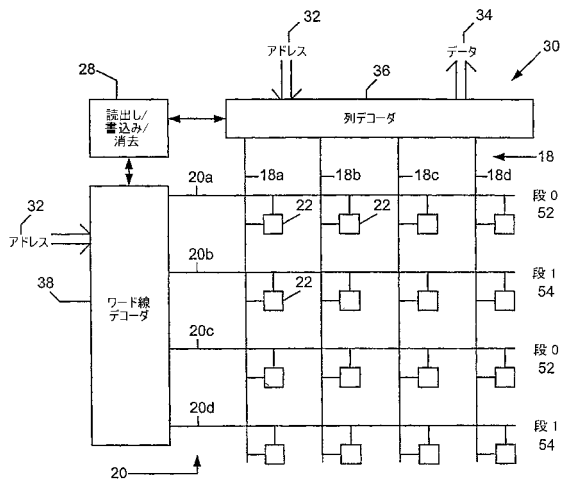 32
34
アドレス
データ
30
28
36
読出し/
書込み/
消去
列デコーダ
18
18a
18b
18c
18d
20a
段 0
52
32
22
22
アドレス
20b
段 1
54
38
22
ワード線
デコーダ
20c
段 0
52
20d
段 1
54
20